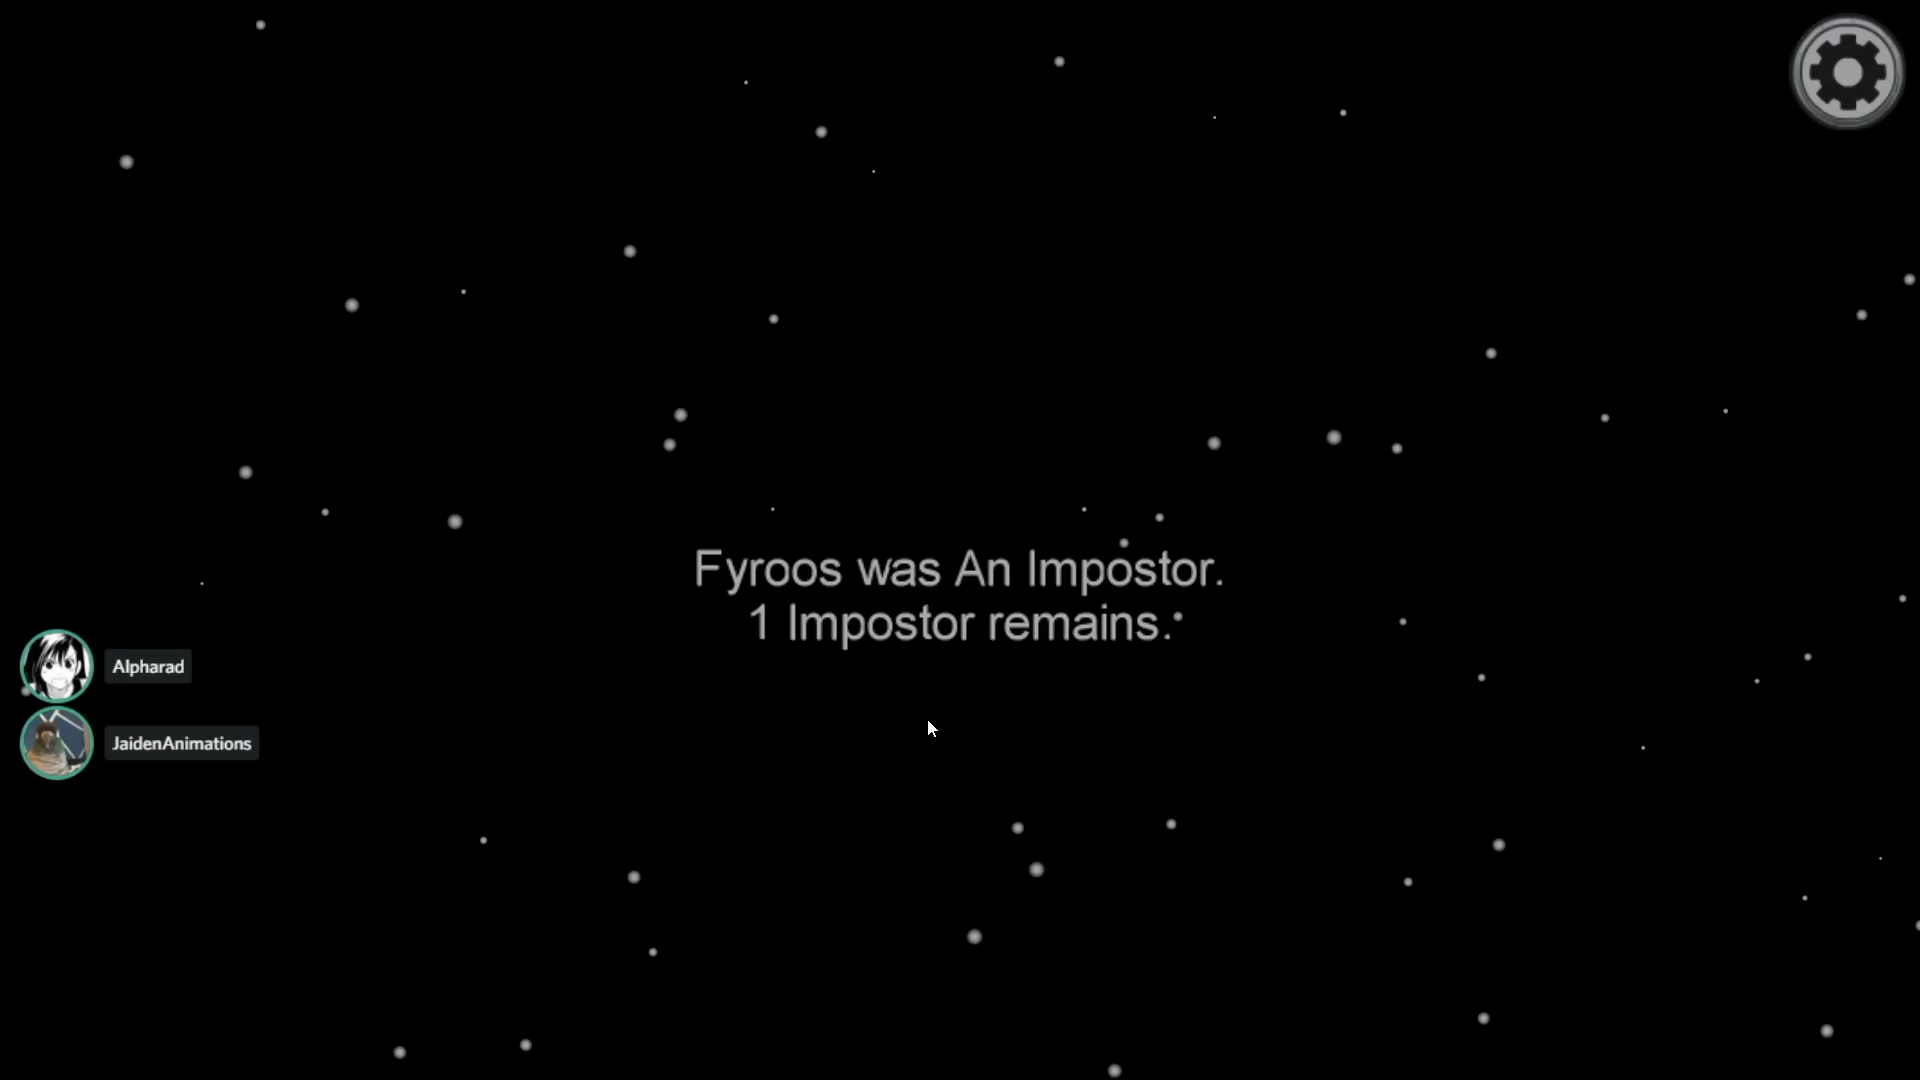 Fyroos was An Impostor.
1 Impostor remains.
Alpharad
JaidenAnimations